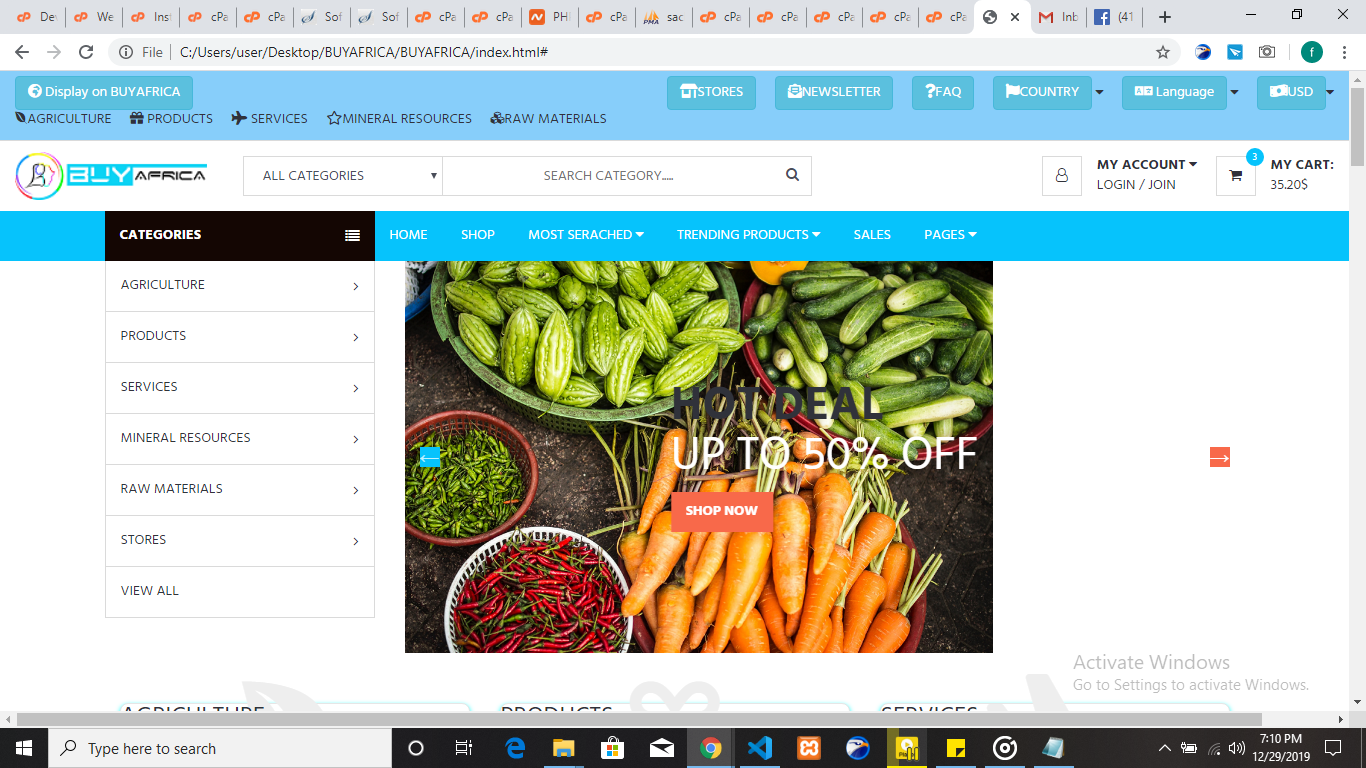 De
We
Inst
cPa
cPa
Sof
Sof
cPa
cPa
PH
cPa
sac
cPa
cPa
cPa
cPa
cPa
Inb
(41
File
C:/Users/user/Desktop/BUYAFRICA/BUYAFRICA/index.html#
f
Display on BUYAFRICA
STORES
NEWSLETTER
?FAQ
COUNTRY
Language
USD
AGRICULTURE
PRODUCTS
SERVICES
MINERAL RESOURCES
RAW MATERIALS
BUYAFRICA
ALL CATEGORIES
SEARCH CATEGORY.....
MY ACCOUNT
LOGIN / JOIN
3
MY CART:
35.20$
CATEGORIES
HOME
SHOP
MOST SERACHED
TRENDING PRODUCTS
SALES
PAGES
AGRICULTURE
PRODUCTS
SERVICES
MINERAL RESOURCES
RAW MATERIALS
STORES
VIEW ALL
HOT DEAL
UP TO 50% OFF
SHOP NOW
Activate Windows
Go to Settings to activate Windows.
AGRICULTURE
PRODUCTS
SERVICES
Type here to search
7:10 PM
12/29/2019